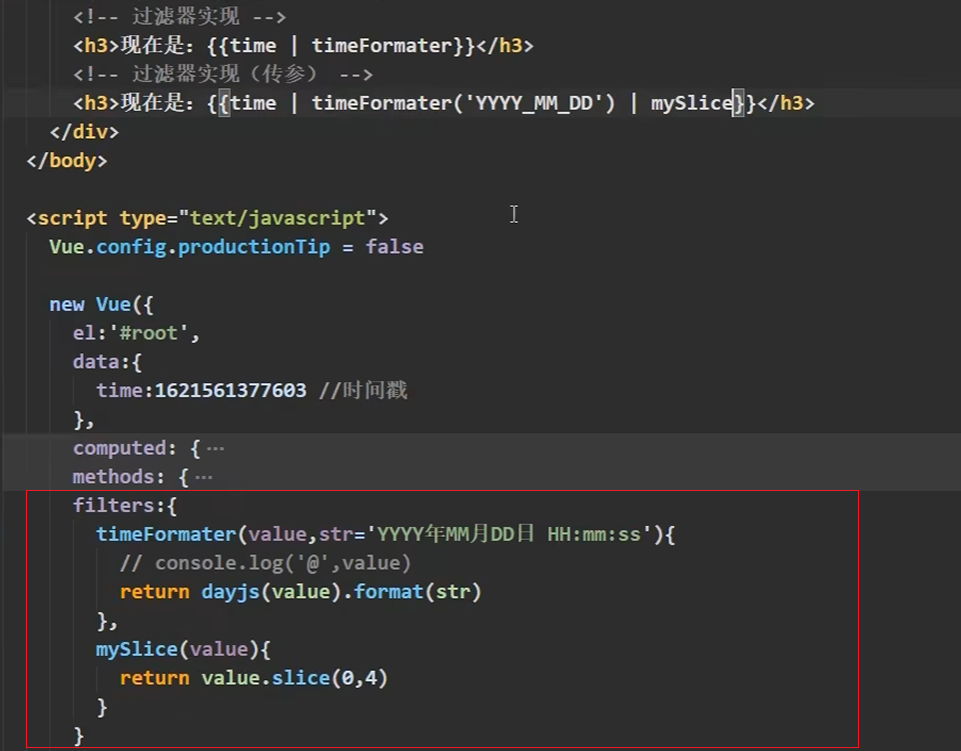 <!-- 过滤器实现 -->
<h3>现在是：{{time | timeFormater}}</h3>
<!-- 过滤器实现（传参） -->
<h3>现在是：{{time | timeFormater('YYYY_MM_DD') | mySlice}}</h3>
</div>
</body>
<script type="text/javascript">
Vue.config.productionTip = false
new Vue({
el:'#root',
data:{
time:1621561377603 //时间戳
},
computed: {···
methods: {···
filters:{
timeFormater(value,str='YYYY年MM月DD日 HH:mm:ss'){
// console.log('@',value)
return dayjs(value).format(str)
},
mySlice(value){
return value.slice(0,4)
}
}